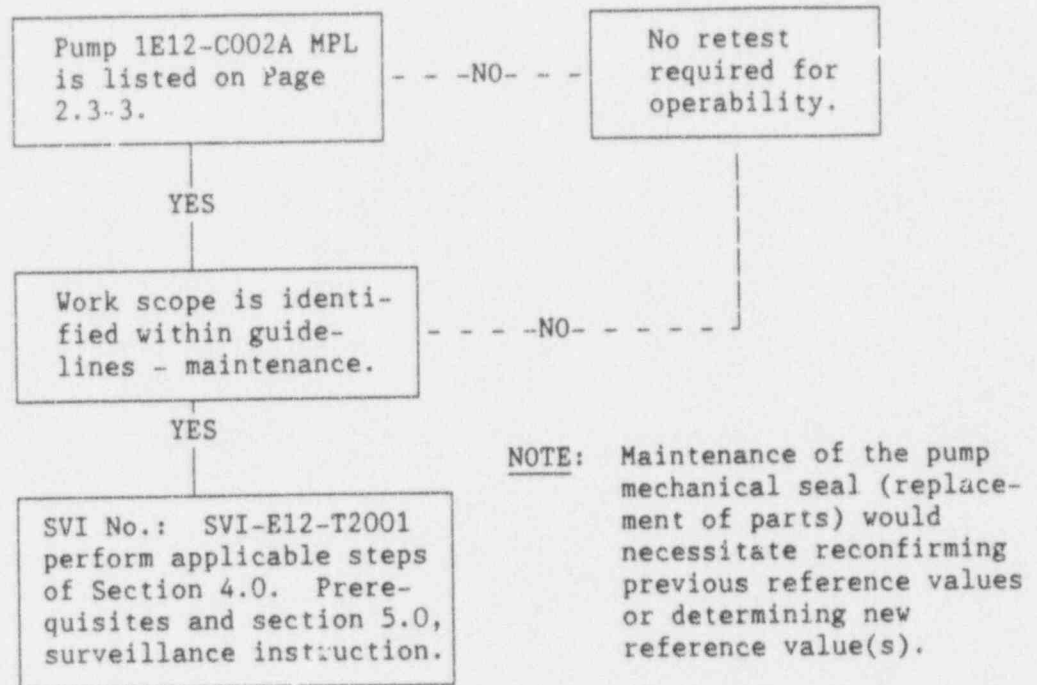 Pump 1E12-C002A MPL
is listed on Page
2.3-3.
- - -NO- - -
No retest
required for
operability.
YES
Work scope is identi-
fied within guide-
lines - maintenance.
- - - -NO- - - - - -
YES
SVI No.: SVI-E12-T2001
perform applicable steps
of Section 4.0. Prere-
quisites and section 5.0,
surveillance instruction.
NOTE: Maintenance of the pump
mechanical seal (replace-
ment of parts) would
necessitate reconfirming
previous reference values
or determining new
reference value(s).